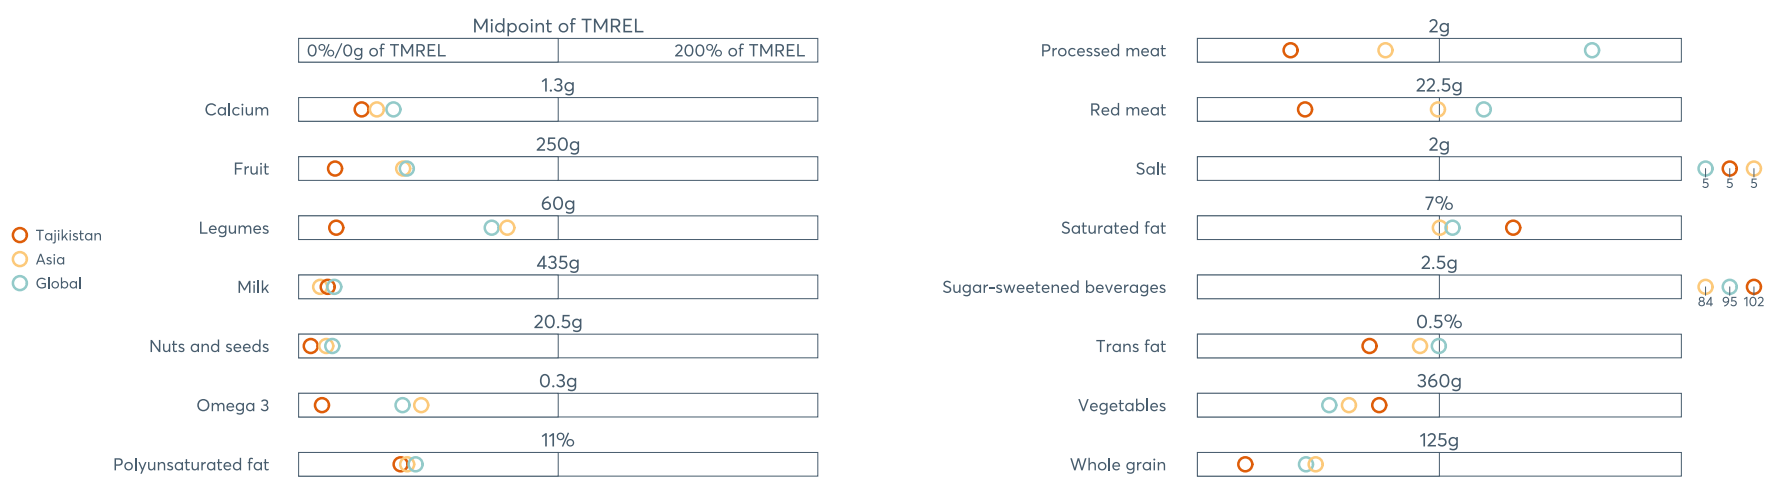 Midpoint of TMREL
0%/0g of TMREL
200% of TMREL
1.3g
Calcium
250g
Fruit
60g
Legumes
435g
Milk
20.5g
Nuts and seeds
0.3g
Omega 3
11%
Polyunsaturated fat
Tajikistan
Asia
Global
2g
Processed meat
22.5g
Red meat
2g
Salt
5 5 5
7%
Saturated fat
2.5g
Sugar-sweetened beverages
84 95 102
0.5%
Trans fat
360g
Vegetables
125g
Whole grain